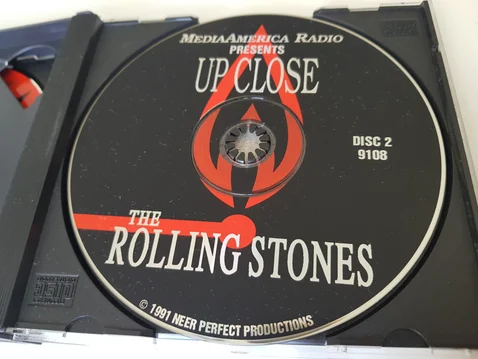 MEDIAAMERICA RADIO
PRESENTS
UP CLOSE
DISC 2
9108
THE
ROLLING STONES
© 1991 NEER PERFECT PRODUCTIONS